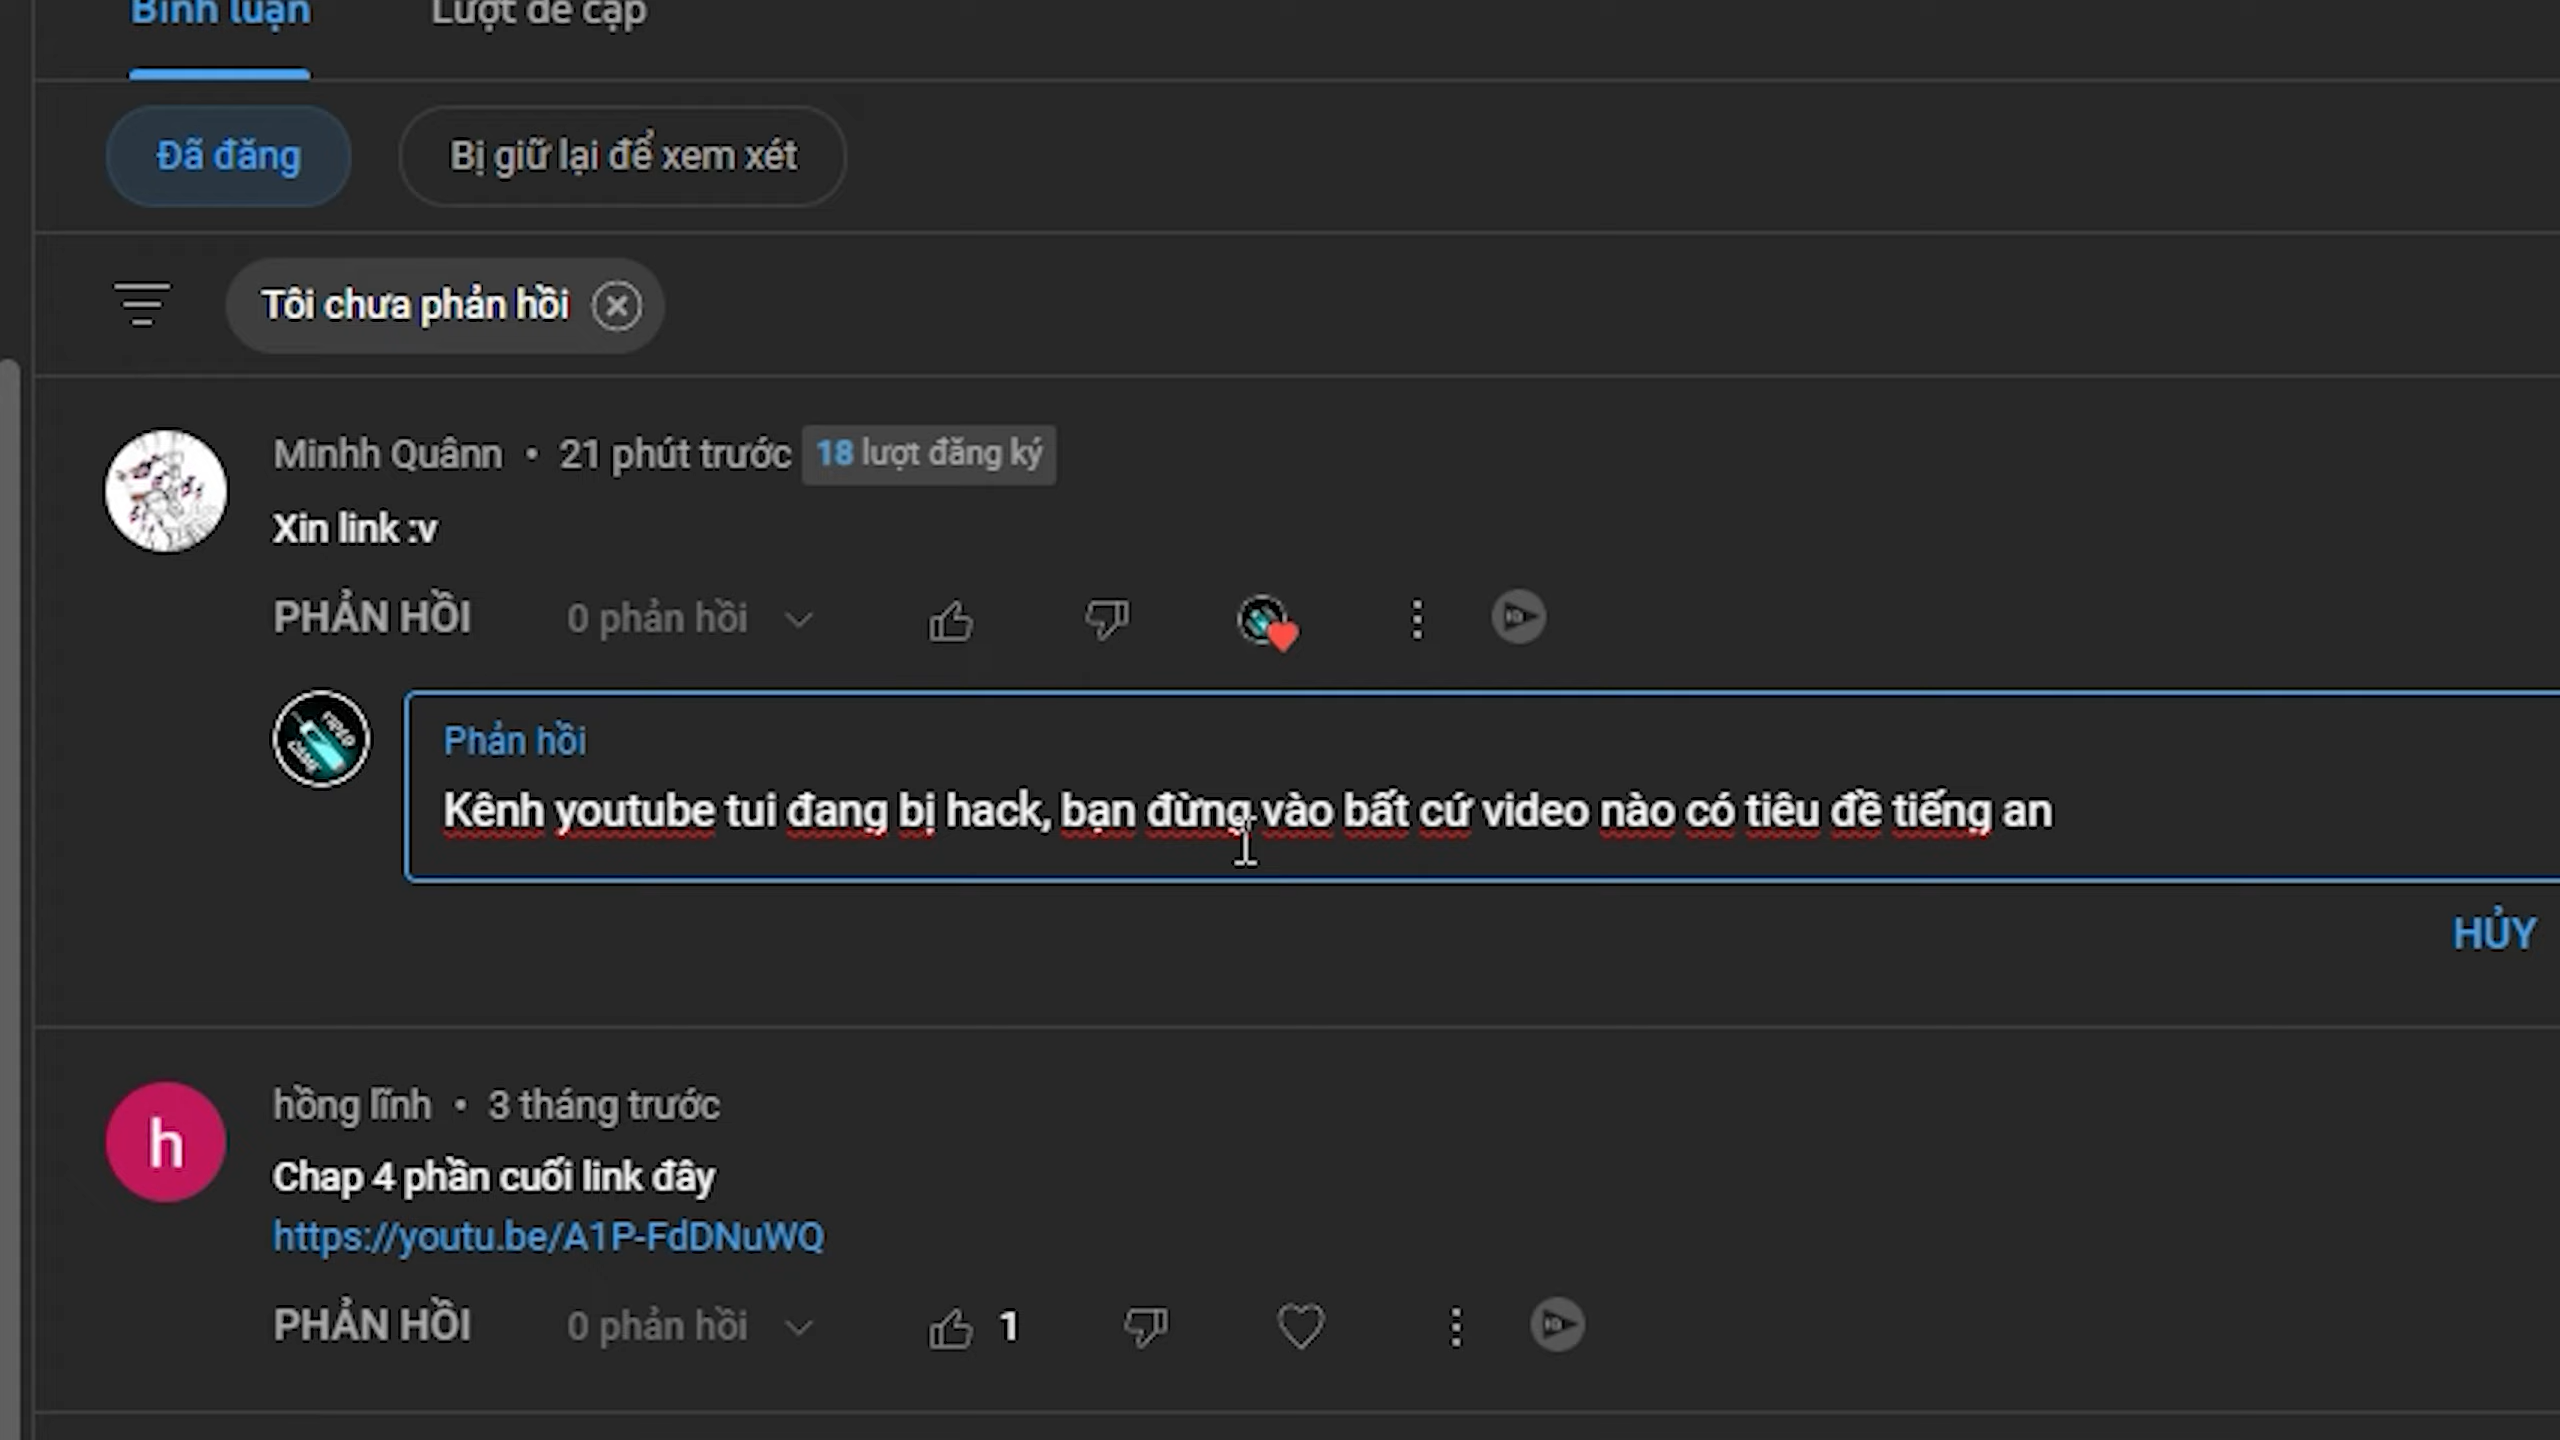 Bình luận
Lượt đề cập
Đã đăng
Bị giữ lại để xem xét
Tôi chưa phản hồi
Minhh Quânn • 21 phút trước 18 lượt đăng ký
Xin link :v
PHẢN HỒI 0 phản hồi
Phản hồi
Kênh youtube tui đang bị hack, bạn đừng vào bất cứ video nào có tiêu đề tiếng an
HỦY
h
hồng lĩnh • 3 tháng trước
Chap 4 phần cuối link đây
https://youtu.be/A1P-FdDNuWQ
PHẢN HỒI 0 phản hồi 1